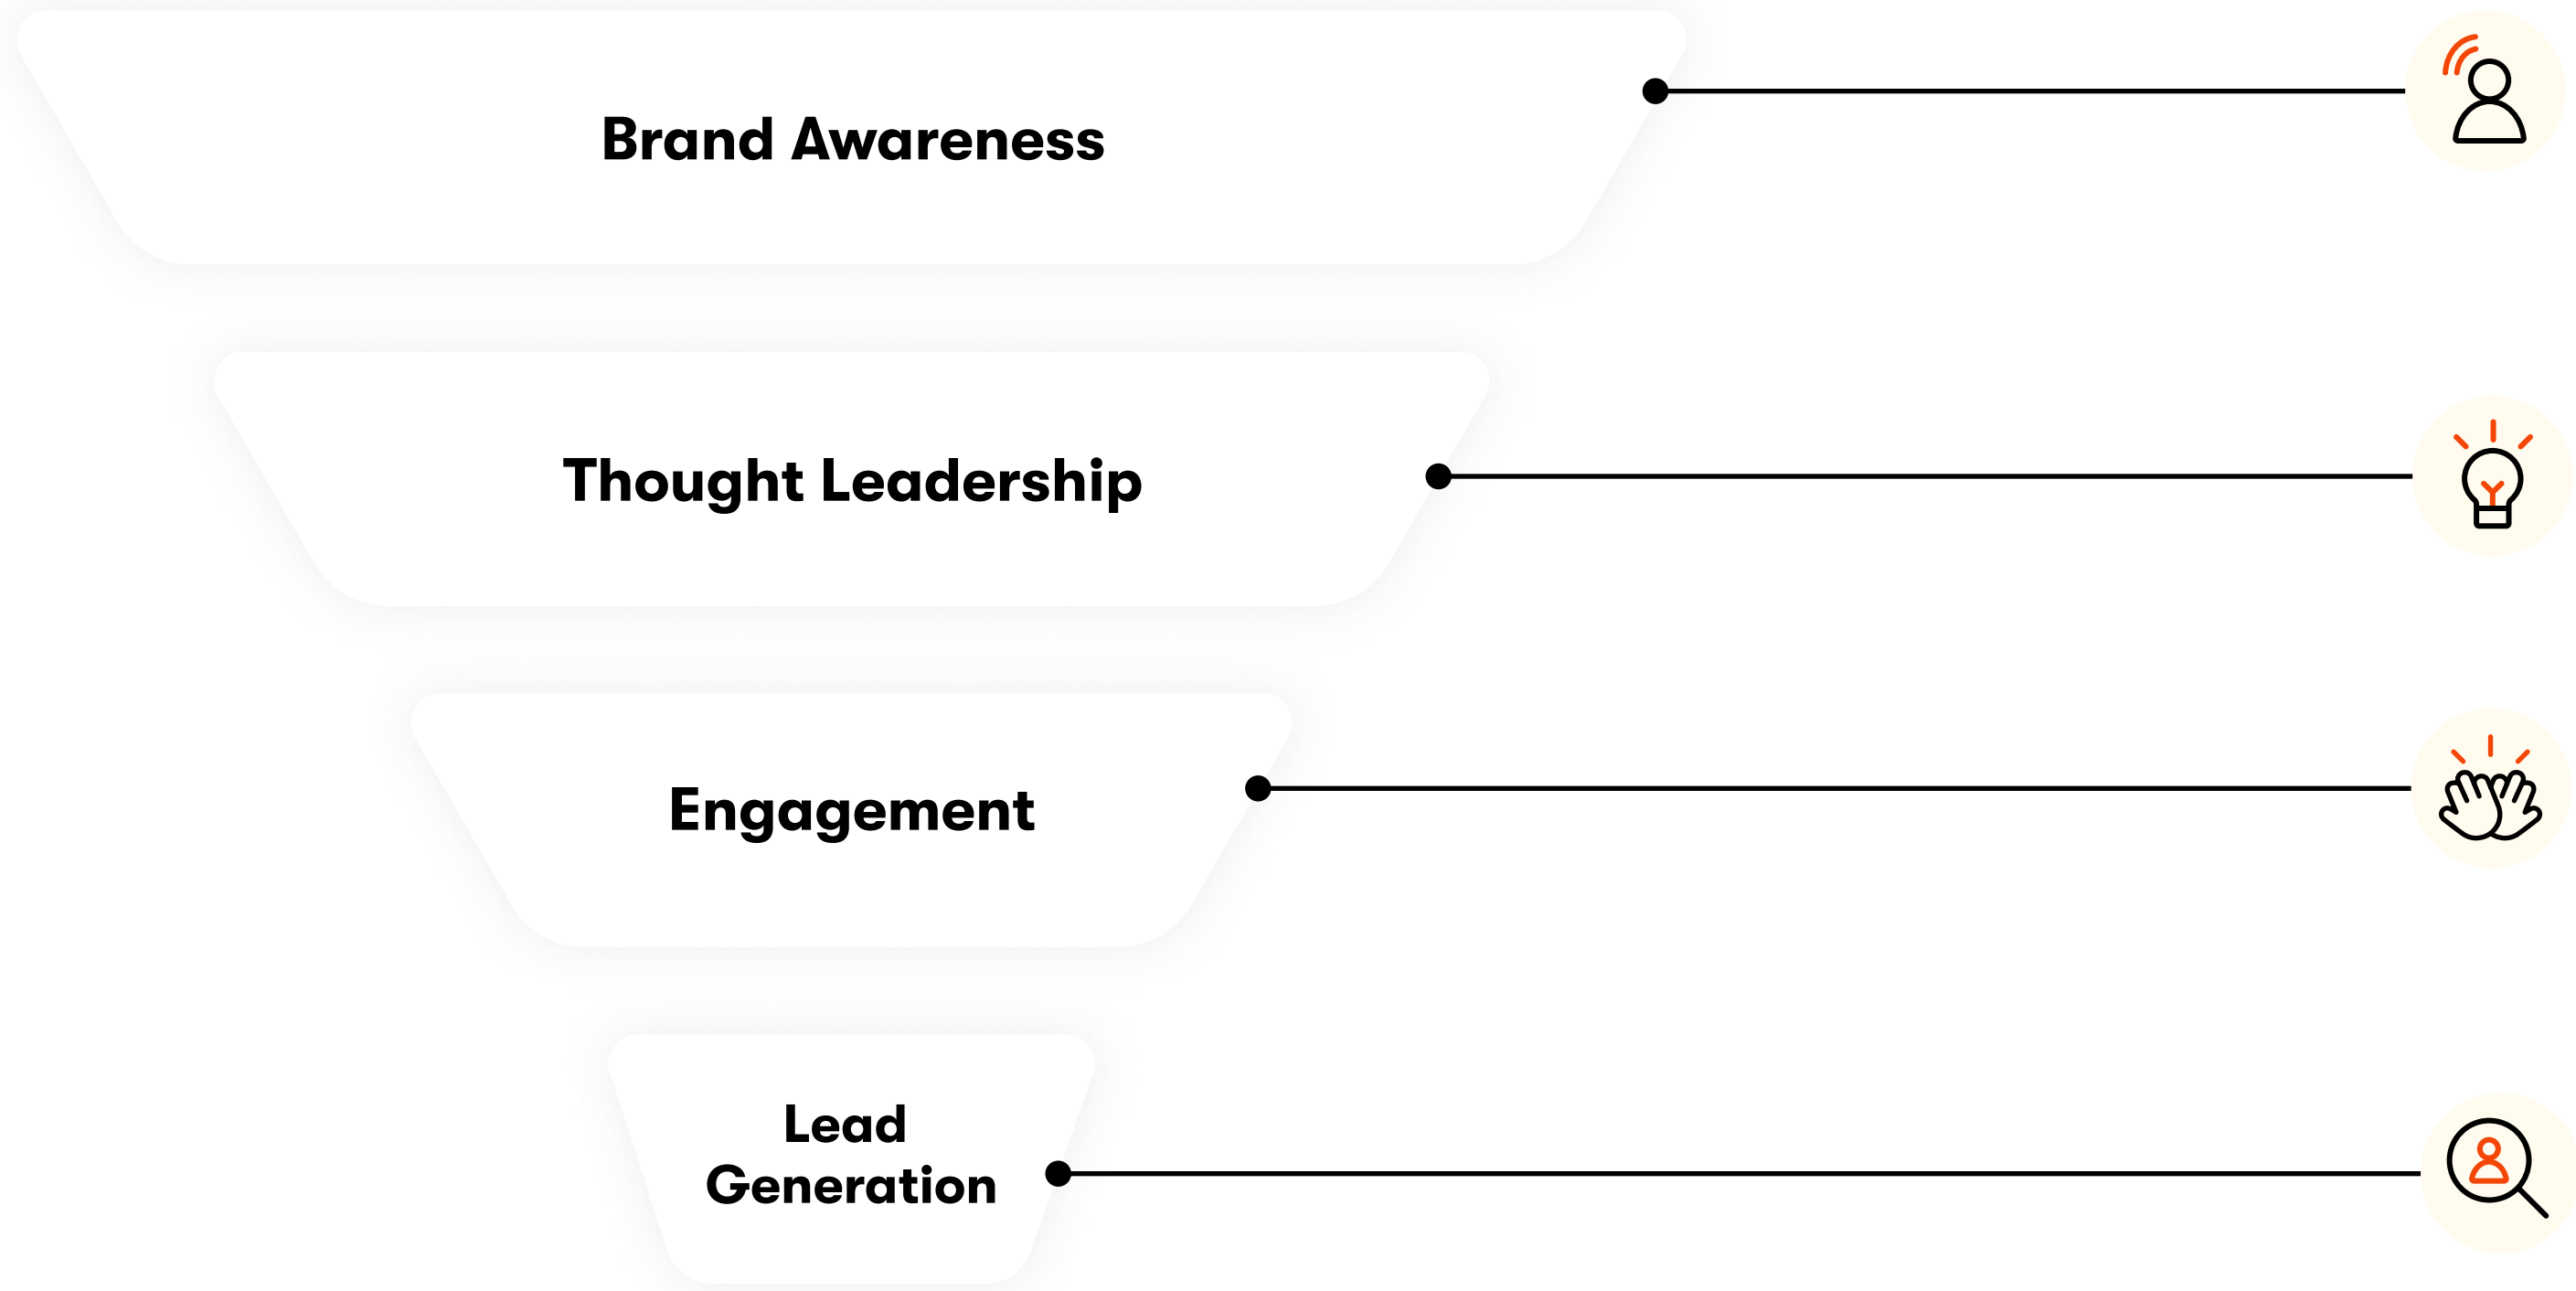 Brand Awareness
Thought Leadership
Engagement
Lead
Generation